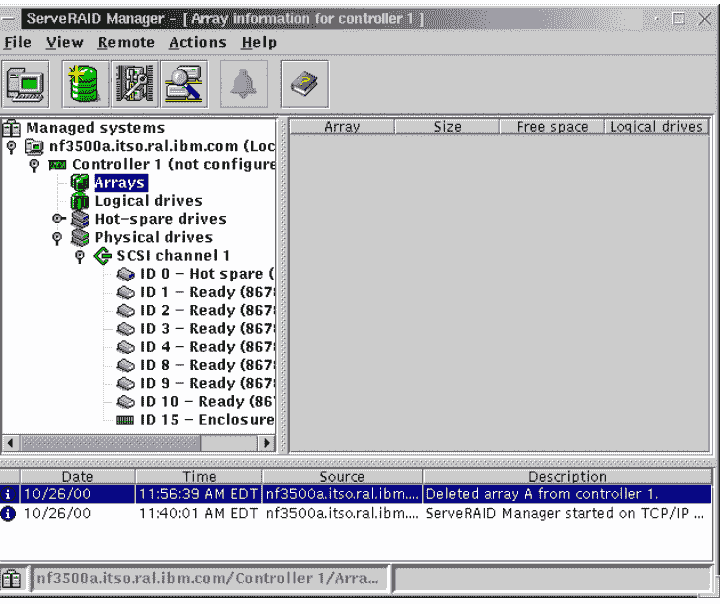 ServeRAID Manager - [ Array information for controller 1 ]
File View Remote Actions Help
Managed systems
nf3500a.itso.ral.ibm.com (Loc
Controller 1 (not configure
Arrays
Logical drives
Hot-spare drives
Physical drives
SCSI channel 1
ID 0 - Hot spare (
ID 1 - Ready (867
ID 2 - Ready (867
ID 3 - Ready (867
ID 4 - Ready (867
ID 8 - Ready (867
ID 9 - Ready (867
ID 10 - Ready (86
ID 15 - Enclosure
Array Size Free space Logical drives
Date Time Source Description
10/26/00 11:56:39 AM EDT nf3500a.itso.ral.ibm.... Deleted array A from controller 1.
10/26/00 11:40:01 AM EDT nf3500a.itso.ral.ibm.... ServeRAID Manager started on TCP/IP ...
nf3500a.itso.ral.ibm.com/Controller 1/Arra...